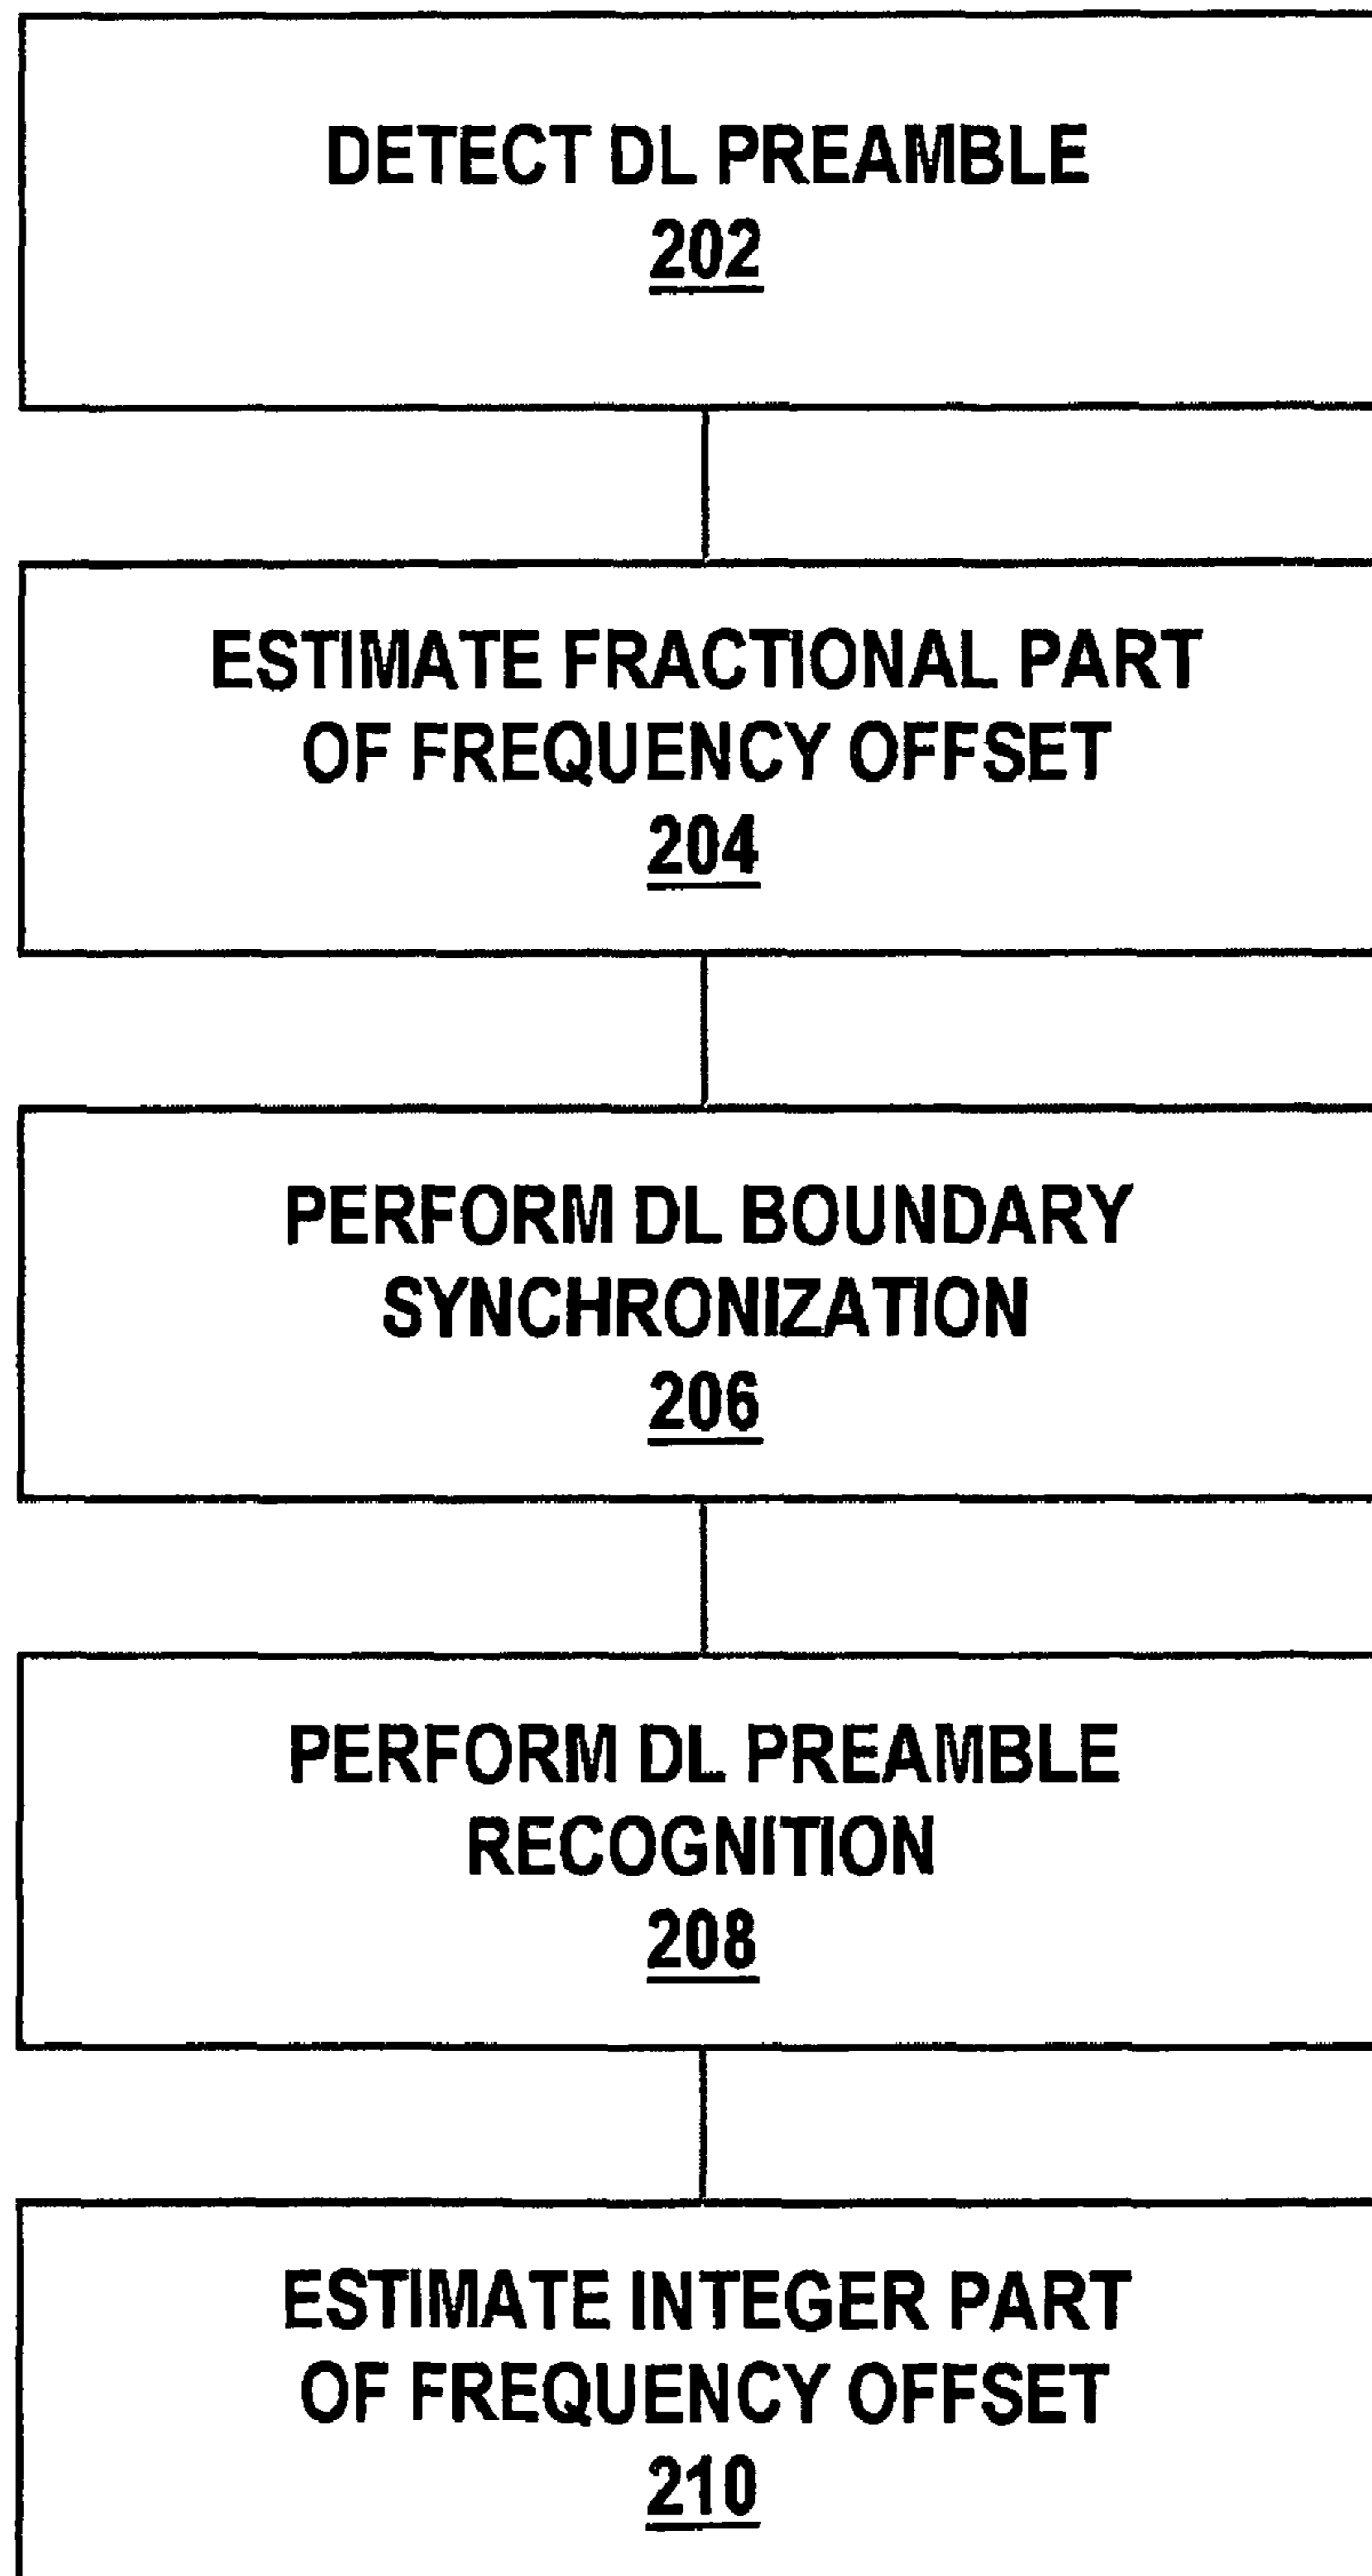 DETECT DL PREAMBLE
202
ESTIMATE FRACTIONAL PART
OF FREQUENCY OFFSET
204
PERFORM DL BOUNDARY
SYNCHRONIZATION
206
PERFORM DL PREAMBLE
RECOGNITION
208
ESTIMATE INTEGER PART
OF FREQUENCY OFFSET
210